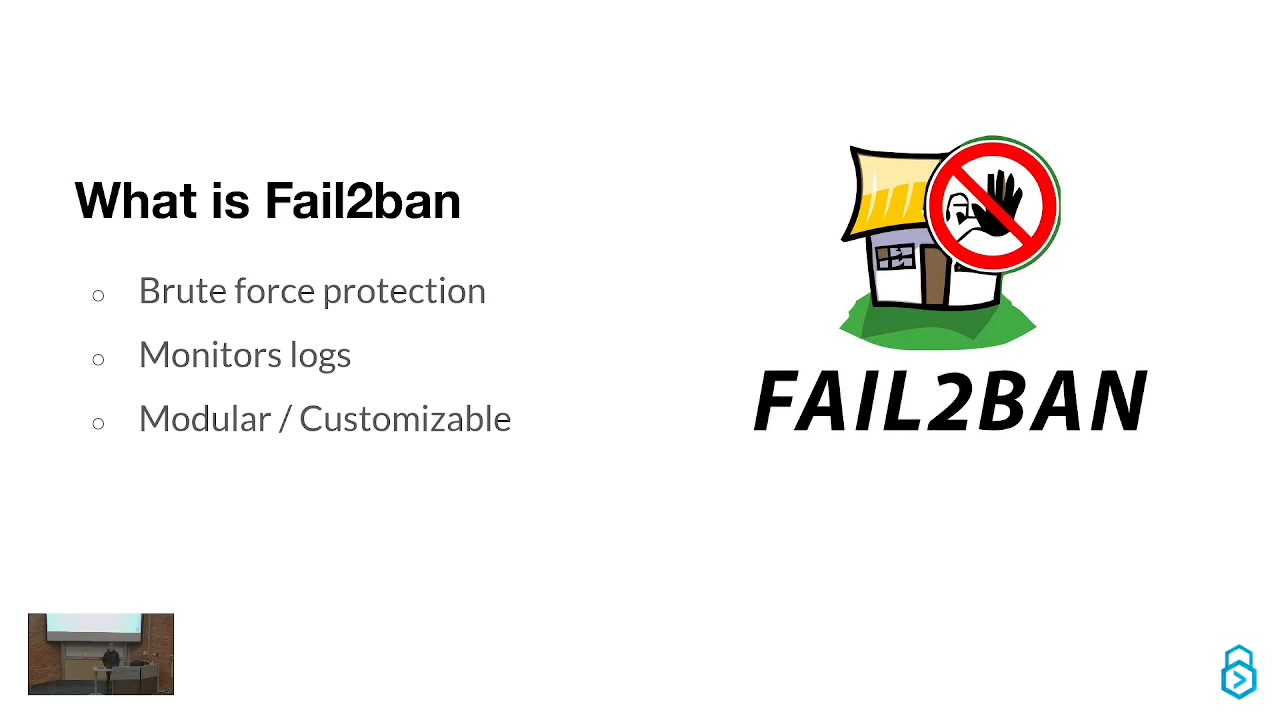 What is Fail2ban
Brute force protection
Monitors logs
Modular / Customizable
FAIL2BAN